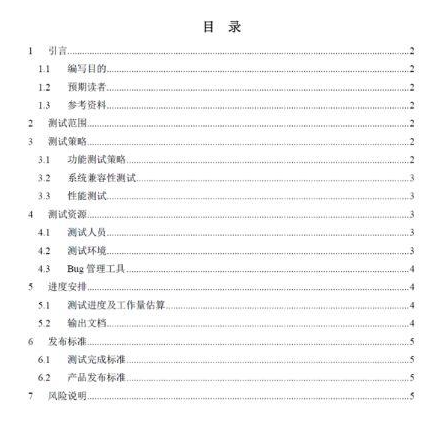 目 录
1 引言 2
1.1 编写目的 2
1.2 预期读者 2
1.3 参考资料 2
2 测试范围 2
3 测试策略 2
3.1 功能测试策略 2
3.2 系统兼容性测试 3
3.3 性能测试 3
4 测试资源 3
4.1 测试人员 3
4.2 测试环境 3
4.3 Bug 管理工具 4
5 进度安排 4
5.1 测试进度及工作量估算 4
5.2 输出文档 4
6 发布标准 5
6.1 测试完成标准 5
6.2 产品发布标准 5
7 风险说明 5